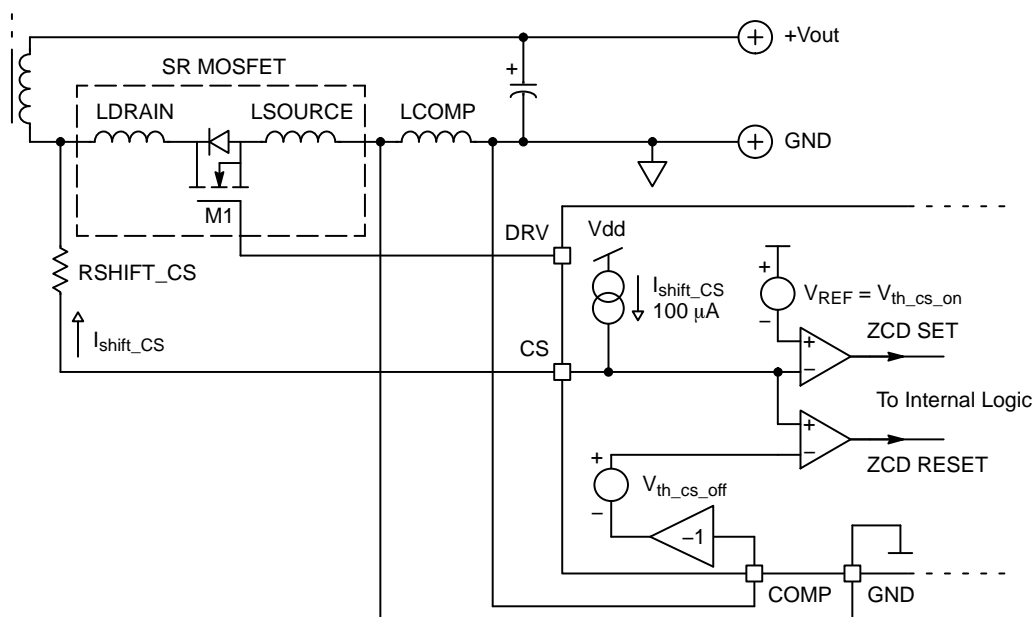 +Vout
SR MOSFET
+
LDRAIN
LSOURCE
LCOMP
GND
M1
DRV
Vdd
RSHIFT_CS
Ishift_CS
100 μA
+
VREF = Vth_cs_on
–
ZCD SET
Ishift_CS
CS
+
–
To Internal Logic
+
–
ZCD RESET
+
Vth_cs_off
–
–1
COMP
GND